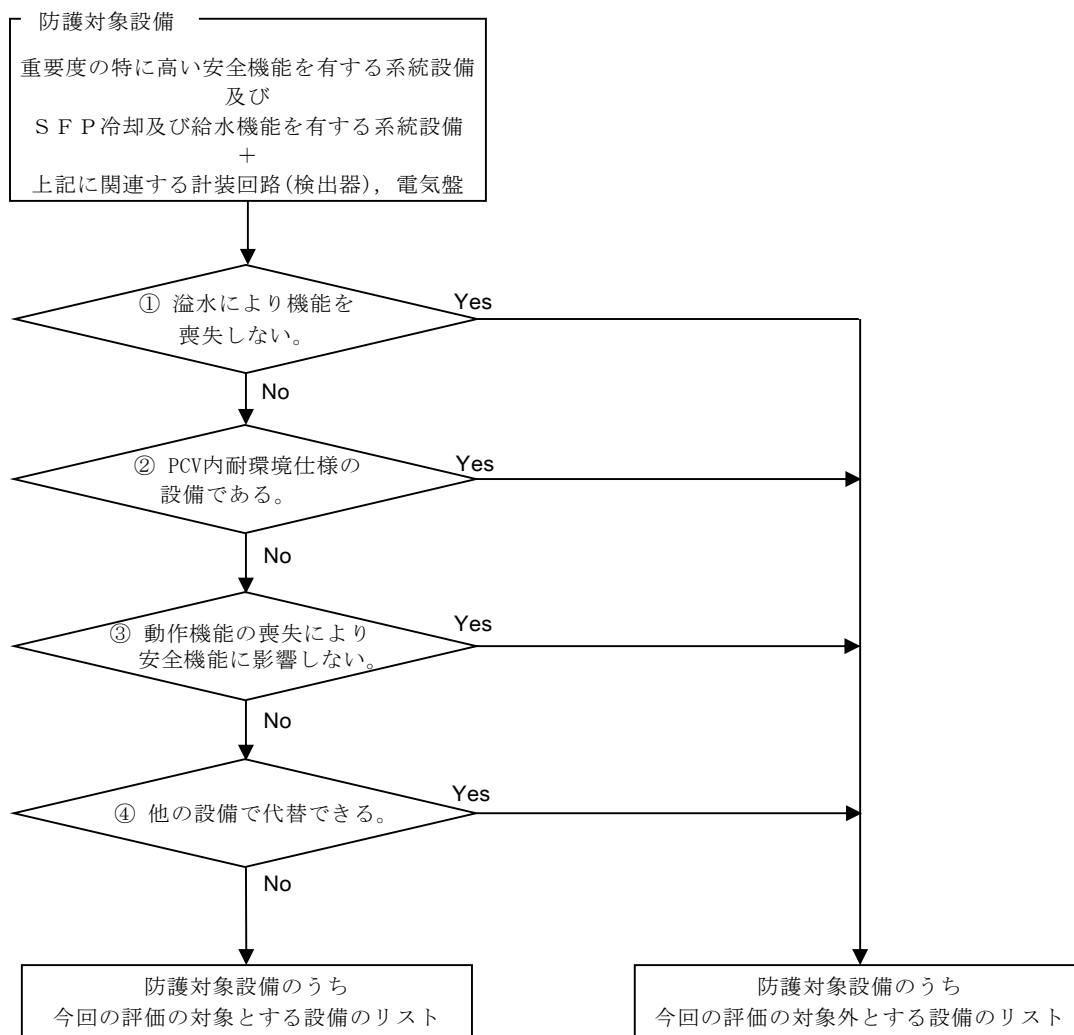 防護対象設備
重要度の特に高い安全機能を有する系統設備
及び
ＳＦＰ冷却及び給水機能を有する系統設備
＋
上記に関連する計装回路(検出器)，電気盤
① 溢水により機能を
喪失しない。
Yes
No
② PCV内耐環境仕様の
設備である。
Yes
No
③ 動作機能の喪失により
安全機能に影響しない。
Yes
No
④ 他の設備で代替できる。
Yes
No
防護対象設備のうち
今回の評価の対象とする設備のリスト
防護対象設備のうち
今回の評価の対象外とする設備のリスト